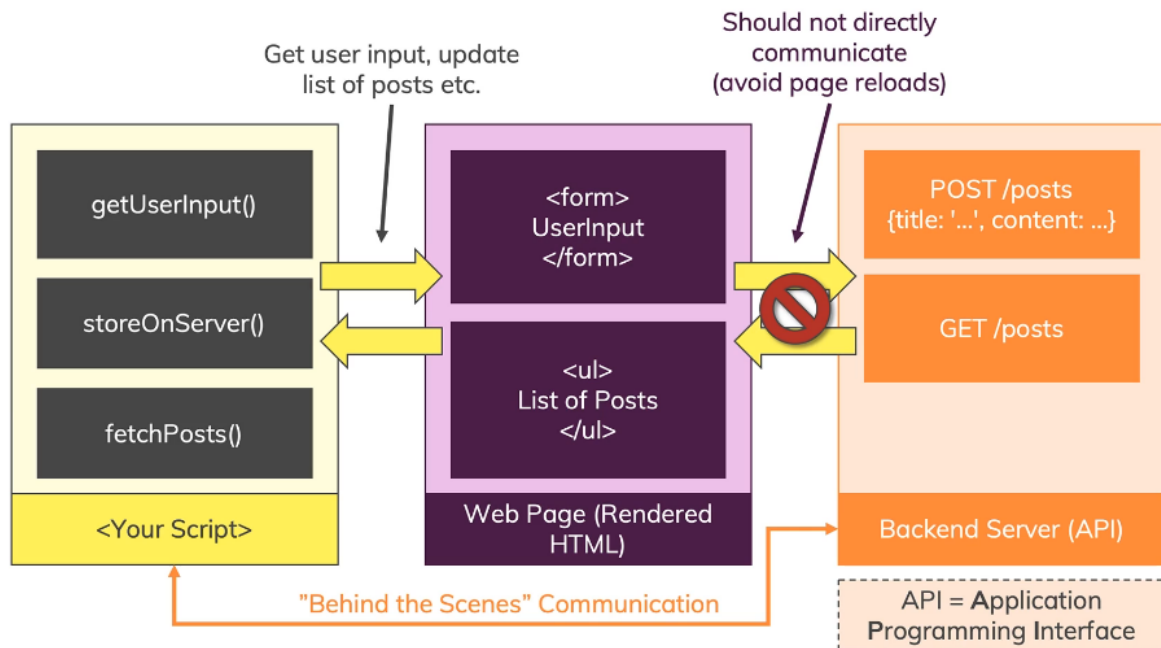 Get user input, update
list of posts etc.
Should not directly
communicate
(avoid page reloads)
getUserInput()
storeOnServer()
fetchPosts()
<Your Script>
<form>
UserInput
</form>
<ul>
List of Posts
</ul>
Web Page (Rendered
HTML)
POST /posts
{title: '...', content: ...}
GET /posts
Backend Server (API)
"Behind the Scenes" Communication
API = Application
Programming Interface